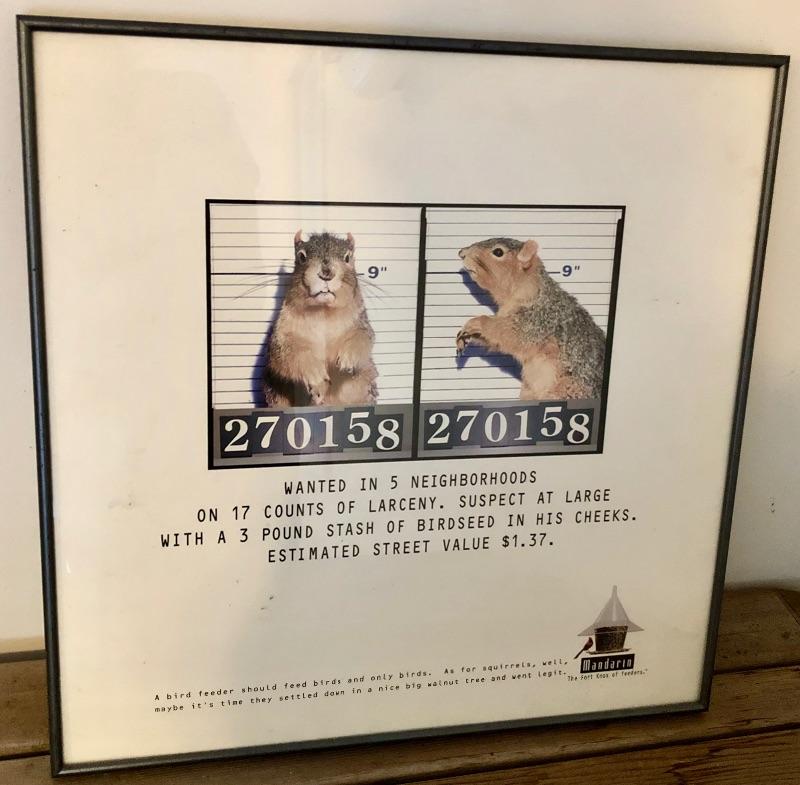 9"
9"
270158
270158
WANTED IN 5 NEIGHBORHOODS
ON 17 COUNTS OF LARCENY. SUSPECT AT LARGE
WITH A 3 POUND STASH OF BIRDSEED IN HIS CHEEKS.
ESTIMATED STREET VALUE $1.37.
A bird feeder should feed birds and only birds. As for squirrels, well,
maybe it's time they settled down in a nice big walnut tree and went legit.
Mandarin
The Fort Knox of feeders.™